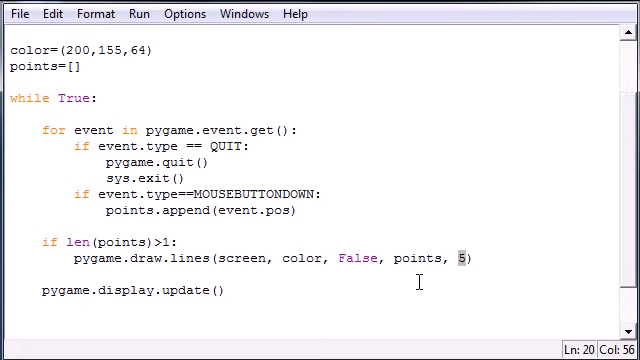 File Edit Format Run Options Windows Help
color=(200,155,64)
points=[]
while True:
for event in pygame.event.get():
if event.type == QUIT:
pygame.quit()
sys.exit()
if event.type==MOUSEBUTTONDOWN:
points.append(event.pos)
if len(points)>1:
pygame.draw.lines(screen, color, False, points, 5)
pygame.display.update()
Ln: 20 Col: 56